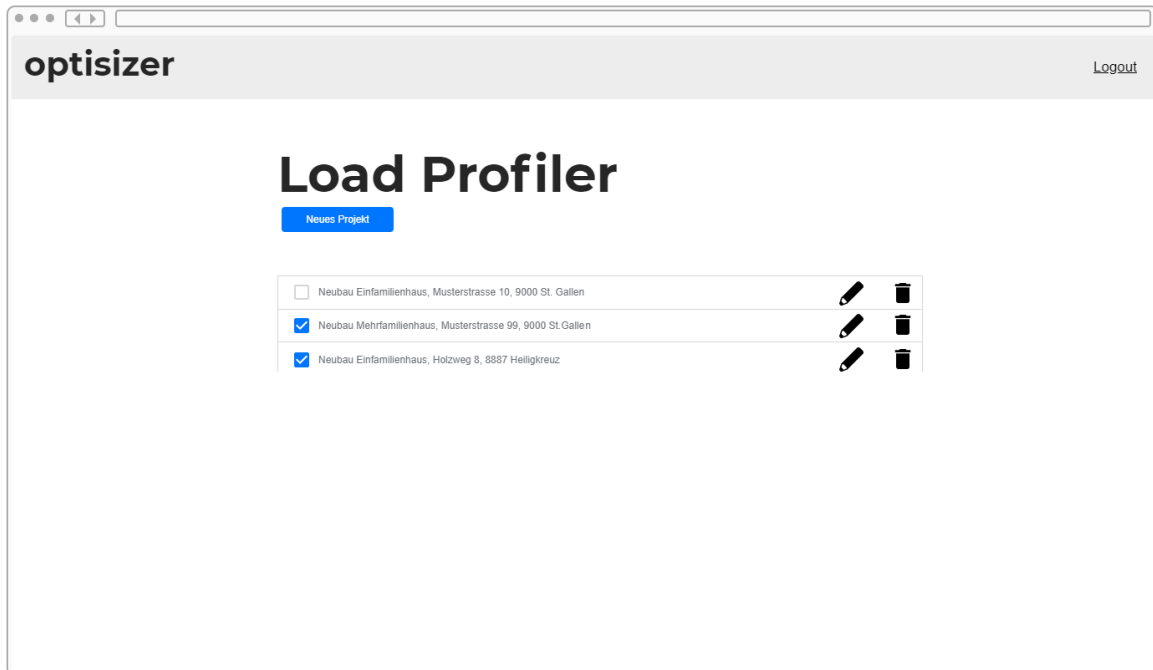 optisizer
Logout
Load Profiler
Neues Projekt
Neubau Einfamilienhaus, Musterstrasse 10, 9000 St. Gallen
Neubau Mehrfamilienhaus, Musterstrasse 99, 9000 St.Gallen
Neubau Einfamilienhaus, Holzweg 8, 8887 Heiligkreuz